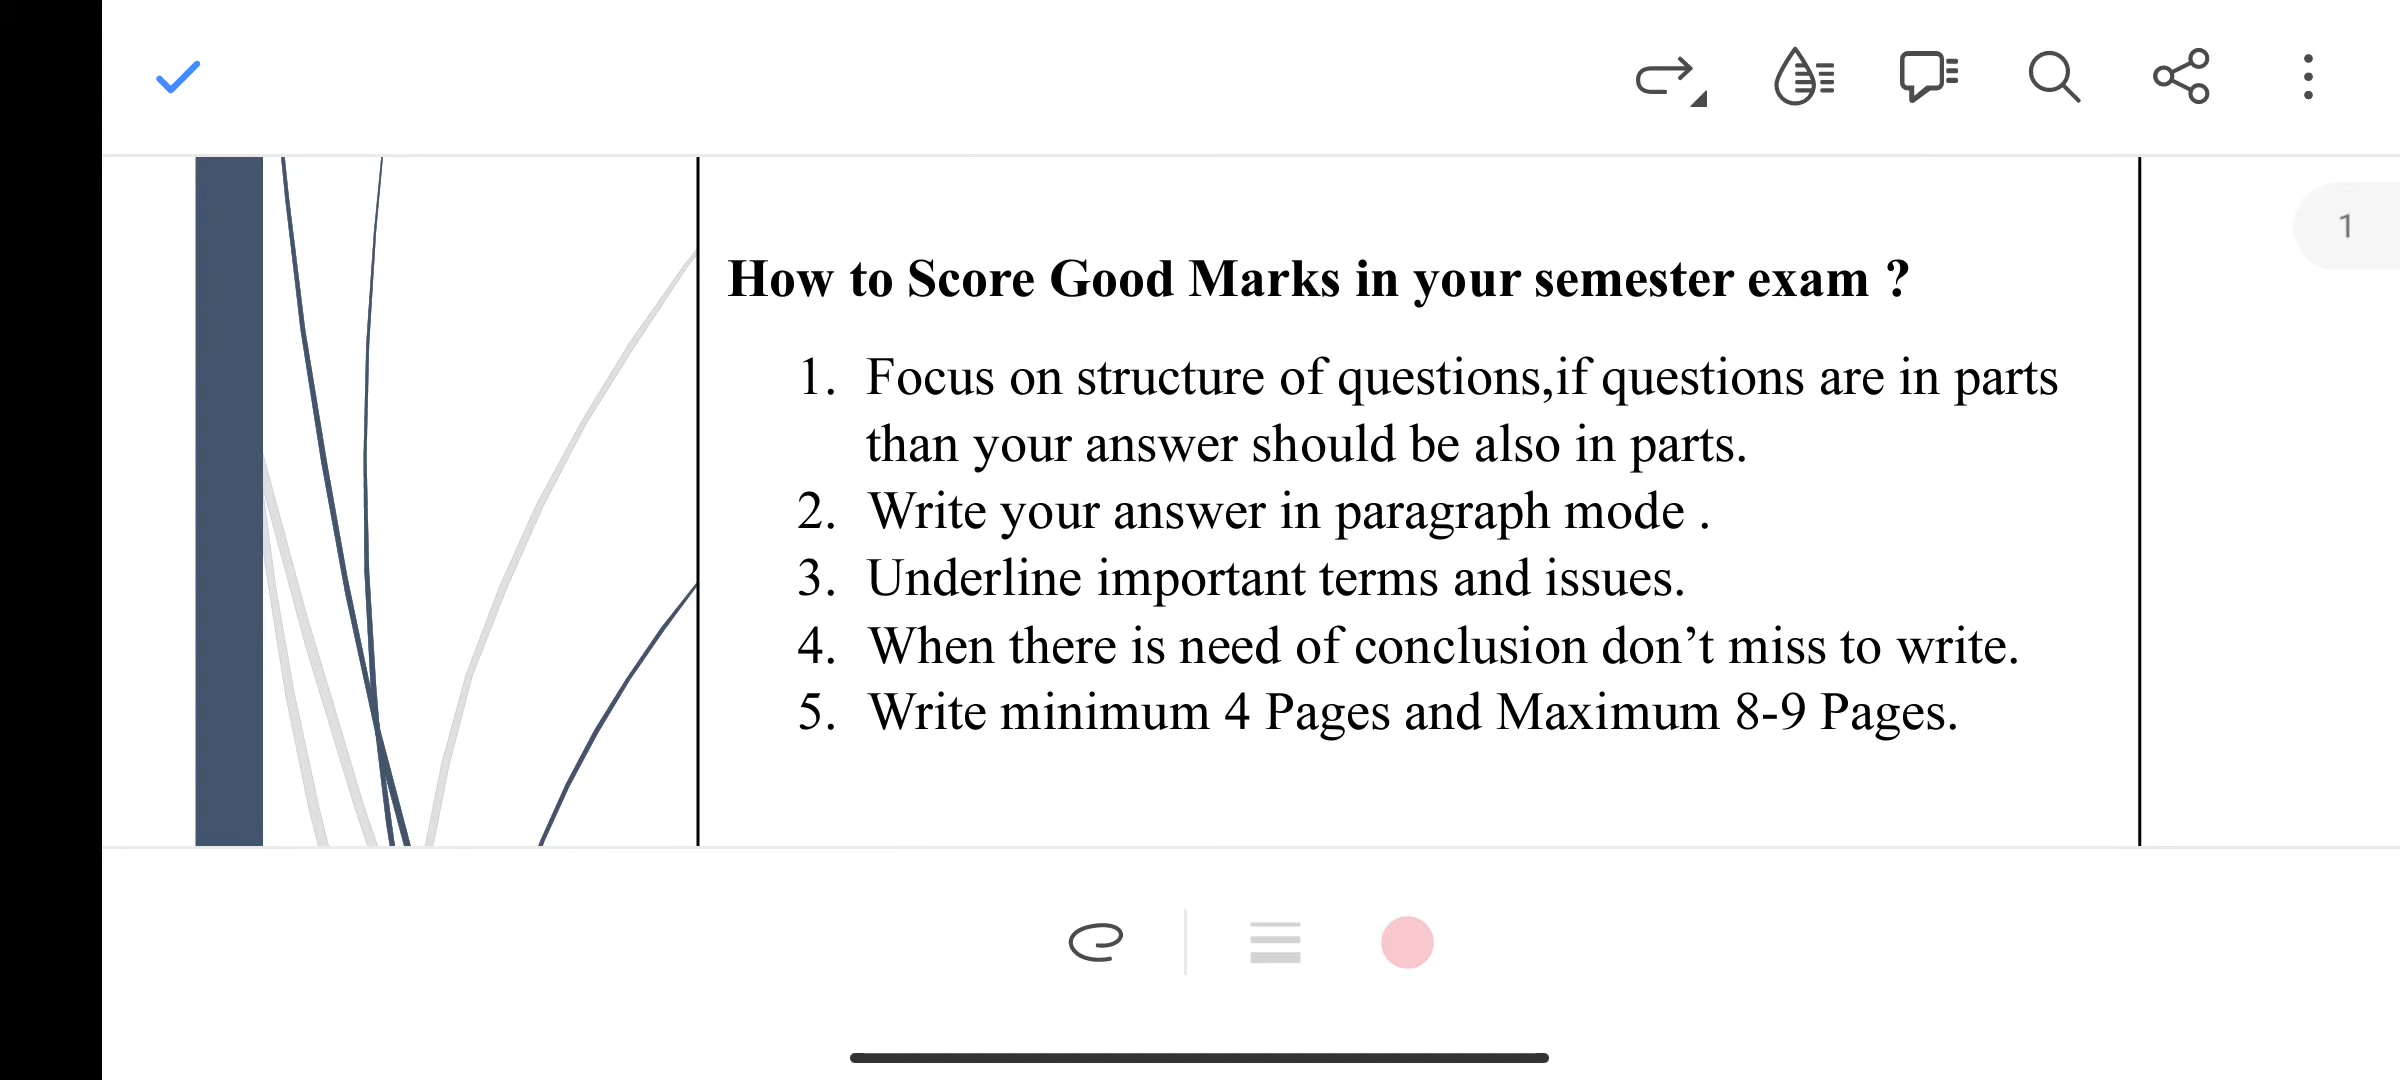 1
How to Score Good Marks in your semester exam ?
1. Focus on structure of questions,if questions are in parts
than your answer should be also in parts.
2. Write your answer in paragraph mode .
3. Underline important terms and issues.
4. When there is need of conclusion don’t miss to write.
5. Write minimum 4 Pages and Maximum 8-9 Pages.